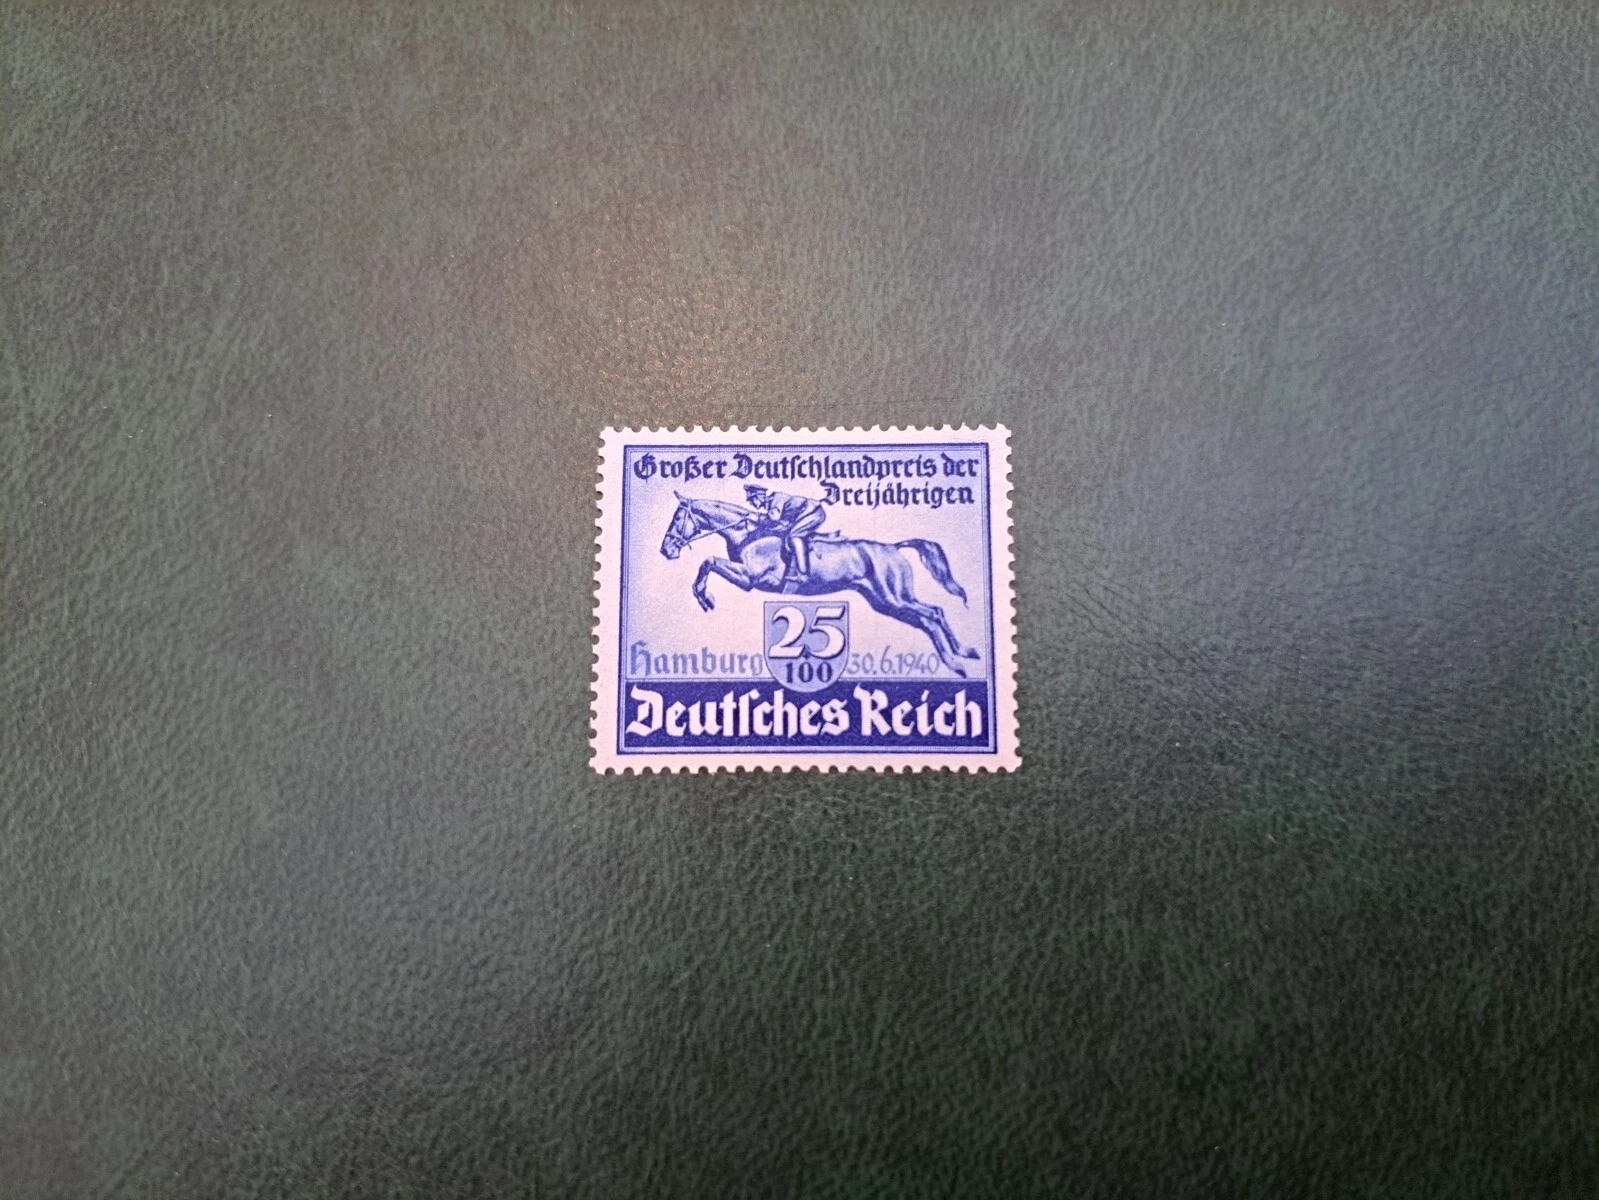 Großer Deutschlandpreis der
Dreijährigen
25
100
Hamburg 30.6.1940
Deutsches Reich